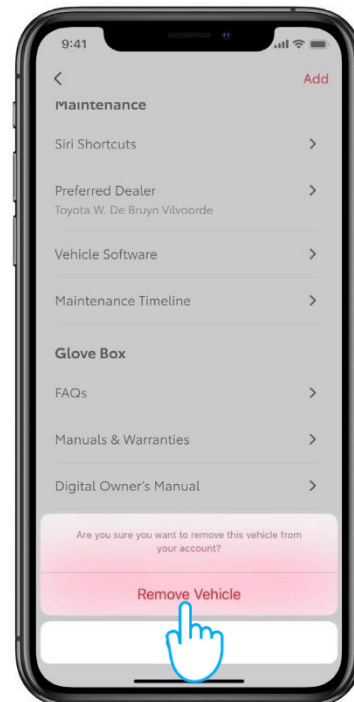 9:41
Add
Maintenance
Siri Shortcuts
Preferred Dealer
Toyota W. De Bruyn Vilvoorde
Vehicle Software
Maintenance Timeline
Glove Box
FAQs
Manuals & Warranties
Digital Owner's Manual
Are you sure you want to remove this vehicle from
your account?
Remove Vehicle